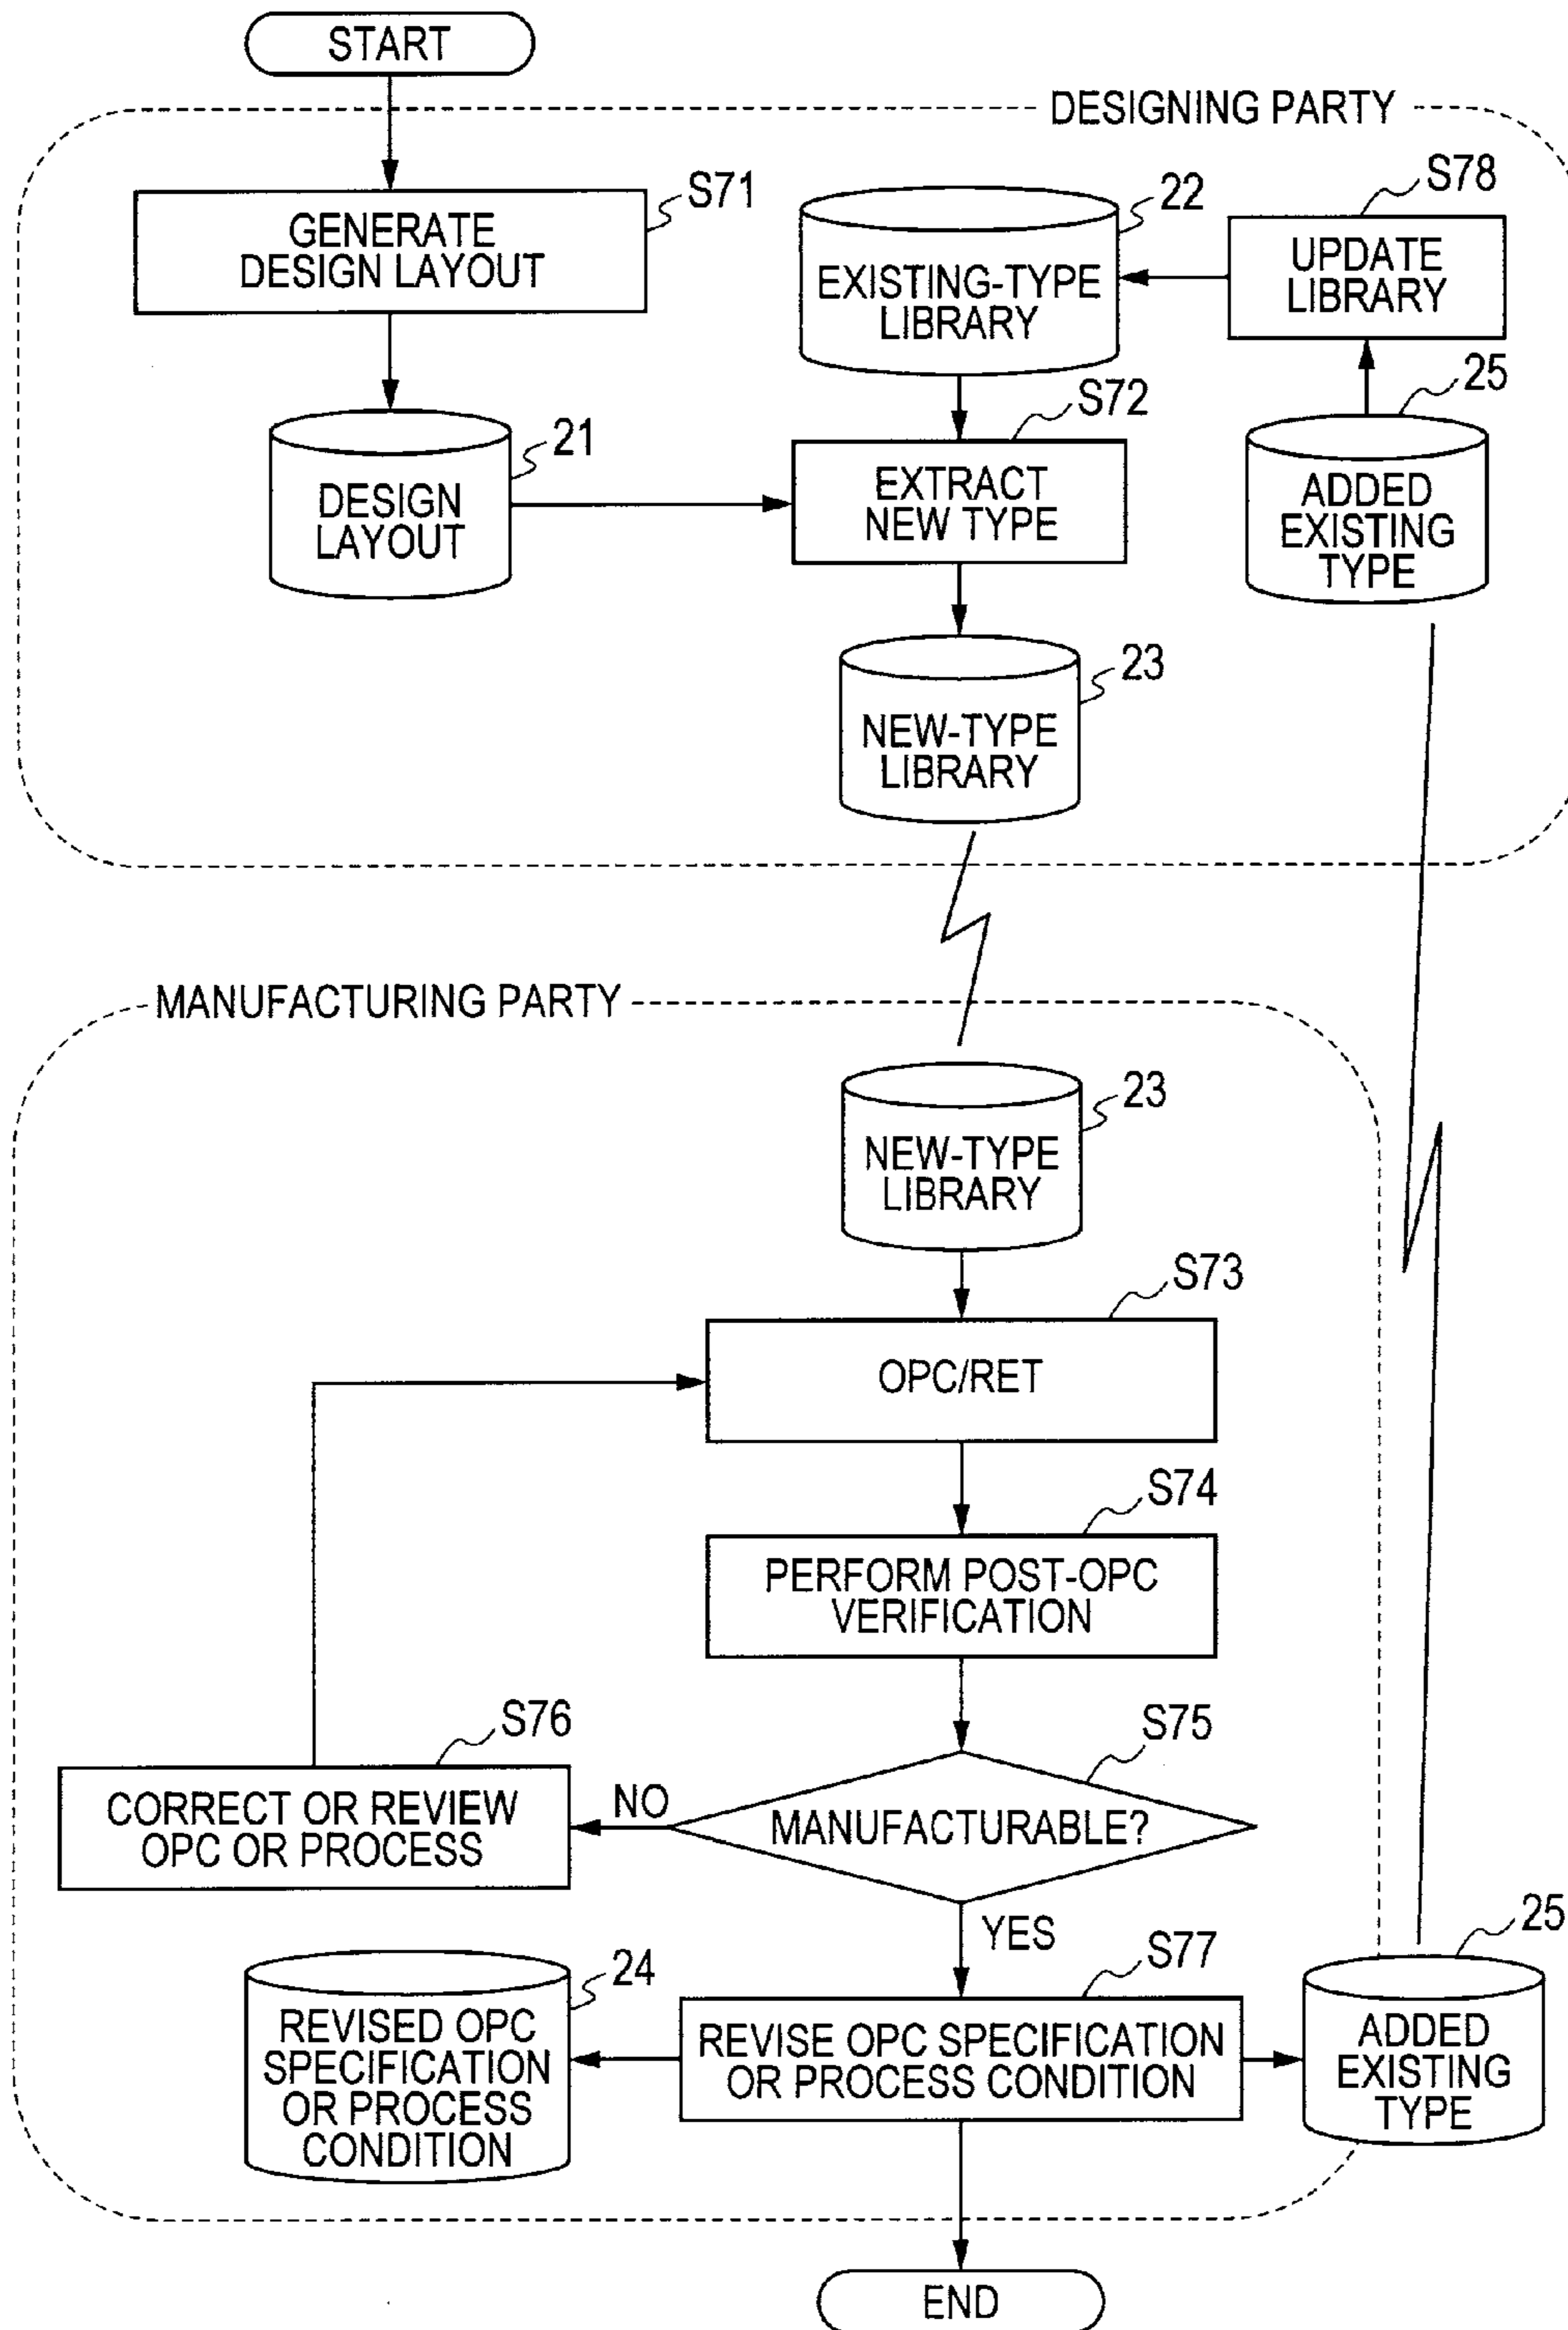 START
DESIGNING PARTY
S71
GENERATE
DESIGN LAYOUT
22
EXISTING-TYPE
LIBRARY
S78
UPDATE
LIBRARY
21
DESIGN
LAYOUT
S72
EXTRACT
NEW TYPE
25
ADDED
EXISTING
TYPE
23
NEW-TYPE
LIBRARY
MANUFACTURING PARTY
23
NEW-TYPE
LIBRARY
S73
OPC/RET
S74
PERFORM POST-OPC
VERIFICATION
S76
CORRECT OR REVIEW
OPC OR PROCESS
NO
S75
MANUFACTURABLE?
YES
24
REVISED OPC
SPECIFICATION
OR PROCESS
CONDITION
S77
REVISE OPC SPECIFICATION
OR PROCESS CONDITION
25
ADDED
EXISTING
TYPE
END